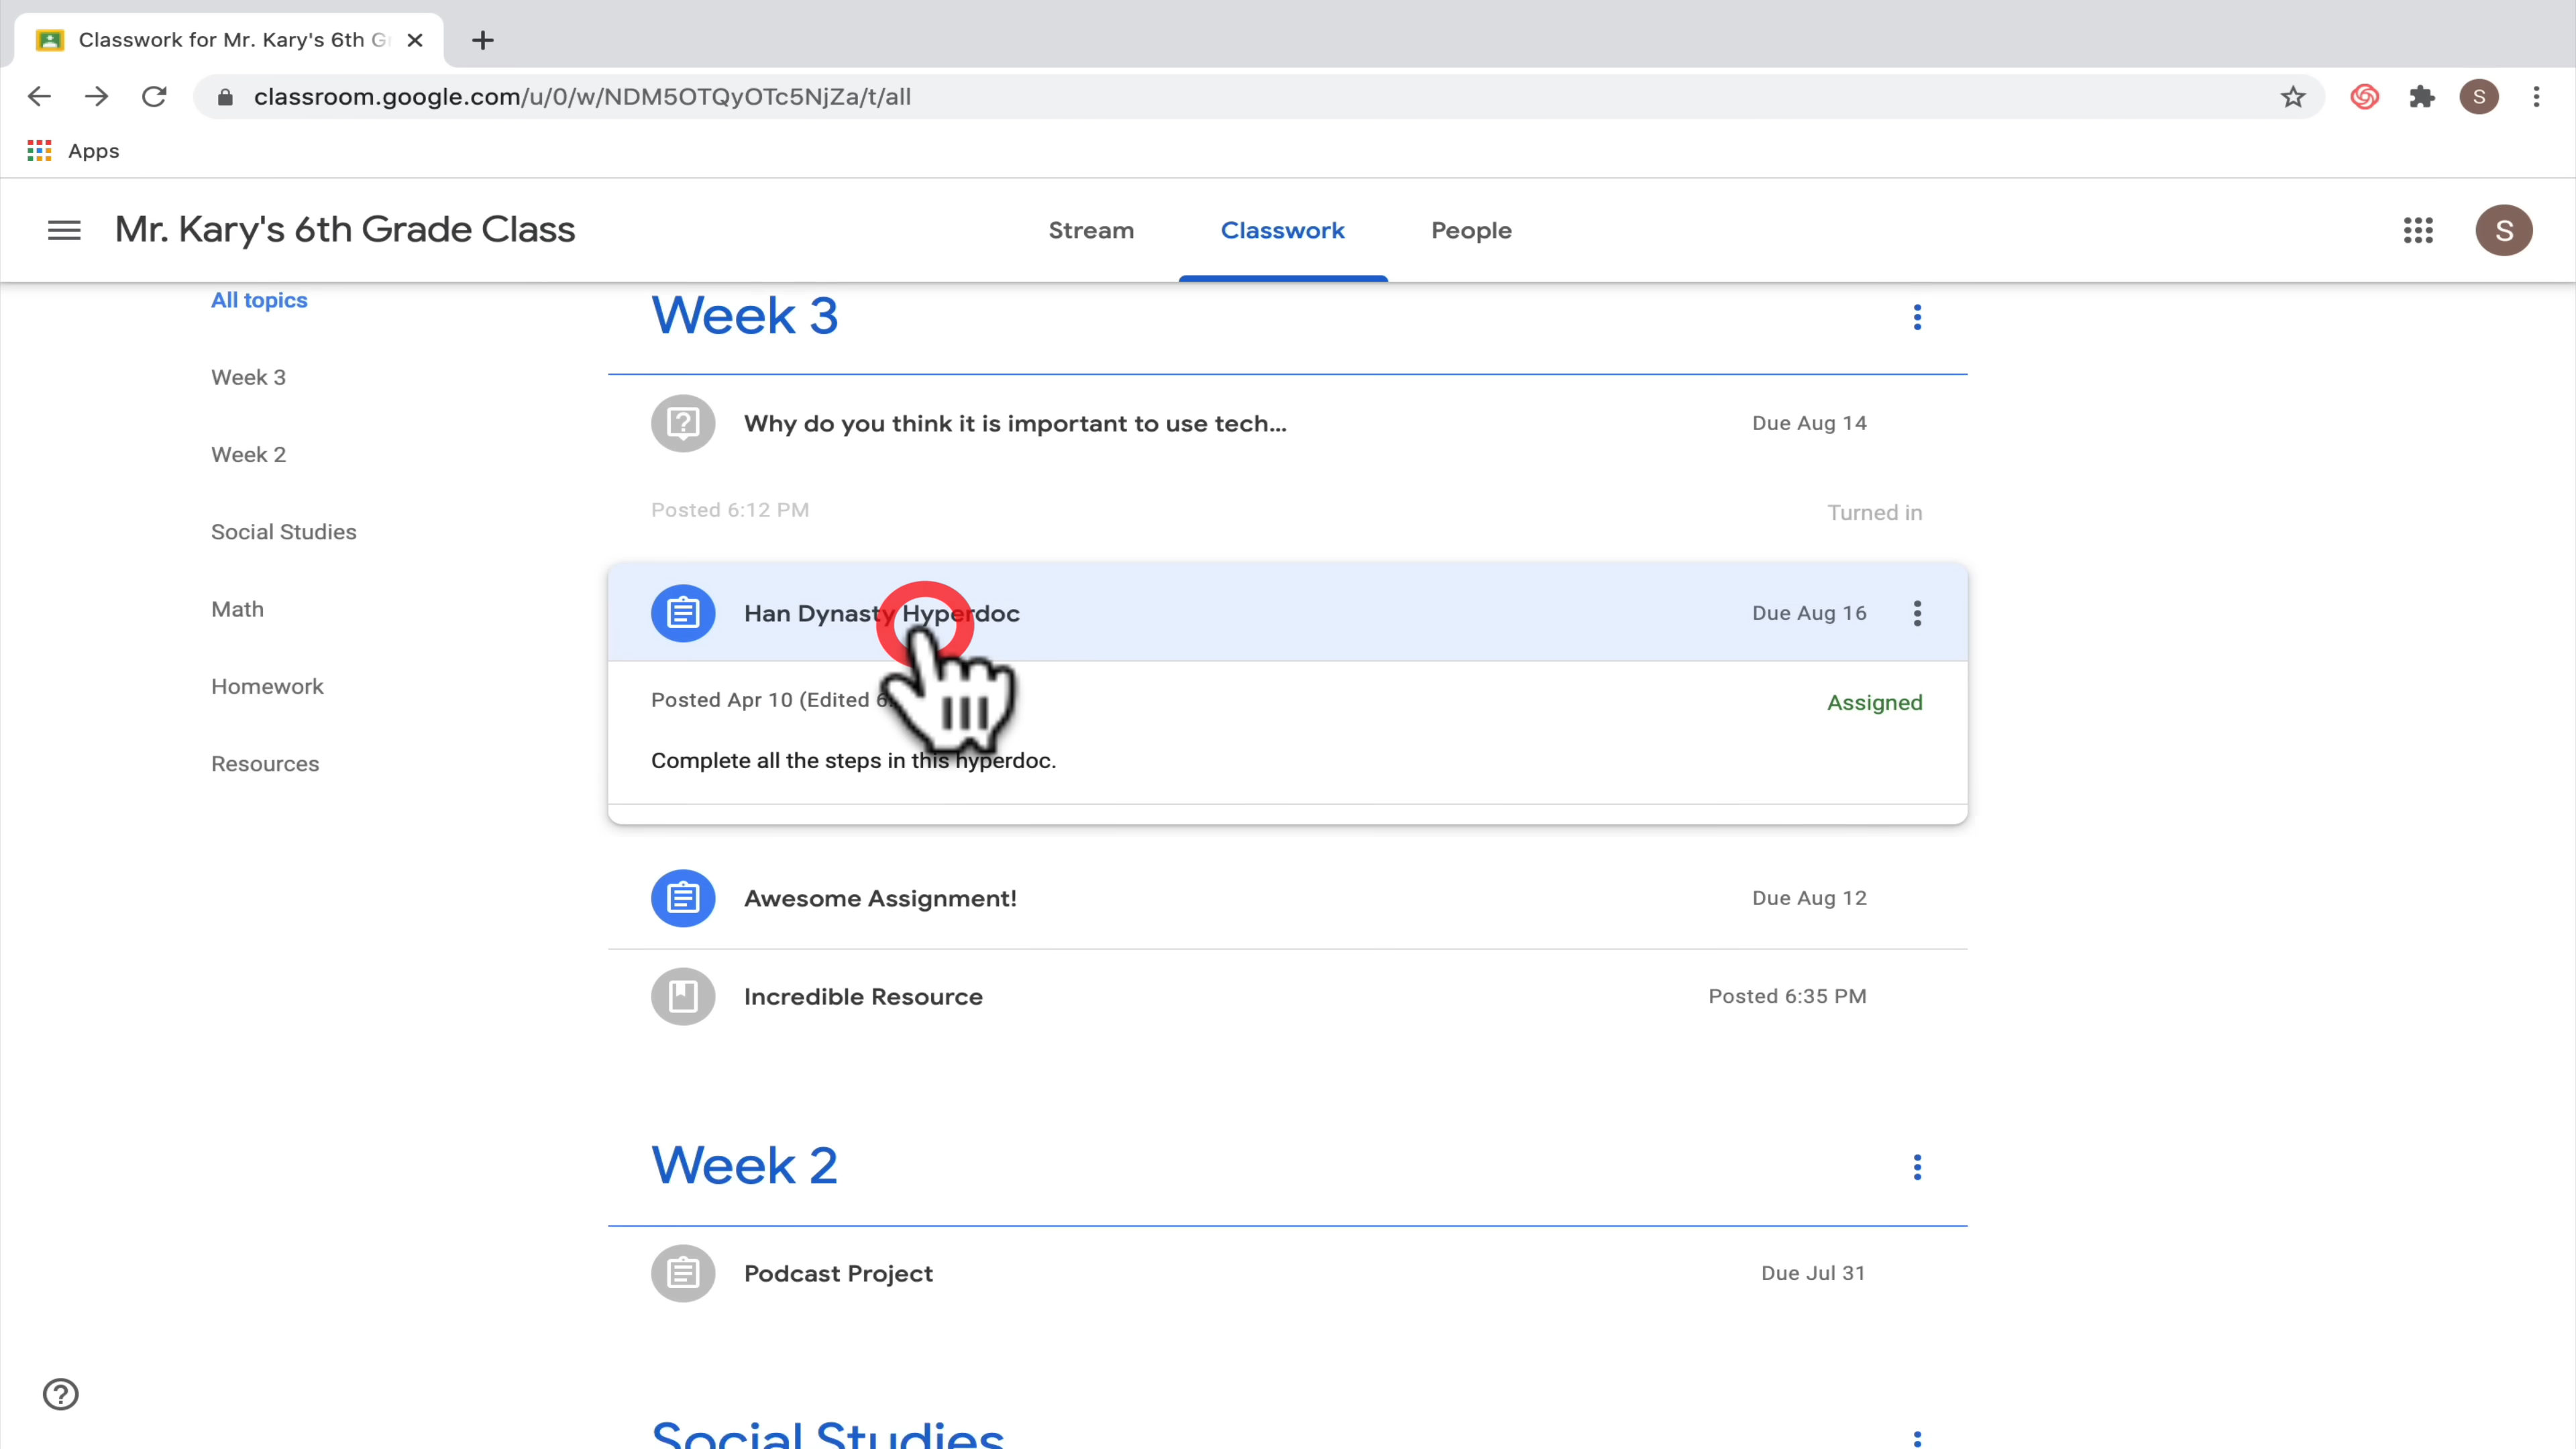 Classwork for Mr. Kary's 6th G
classroom.google.com/u/0/w/NDM5OTQyOTc5NjZa/t/all
S
Apps
Mr. Kary's 6th Grade Class
Stream
Classwork
People
S
All topics
Week 3
Week 2
Social Studies
Math
Homework
Resources
Week 3
Why do you think it is important to use tech...
Due Aug 14
Posted 6:12 PM
Turned in
Han Dynasty Hyperdoc
Due Aug 16
Posted Apr 10 (Edited
Assigned
Complete all the steps in this hyperdoc.
Awesome Assignment!
Due Aug 12
Incredible Resource
Posted 6:35 PM
Week 2
Podcast Project
Due Jul 31
Social Studies